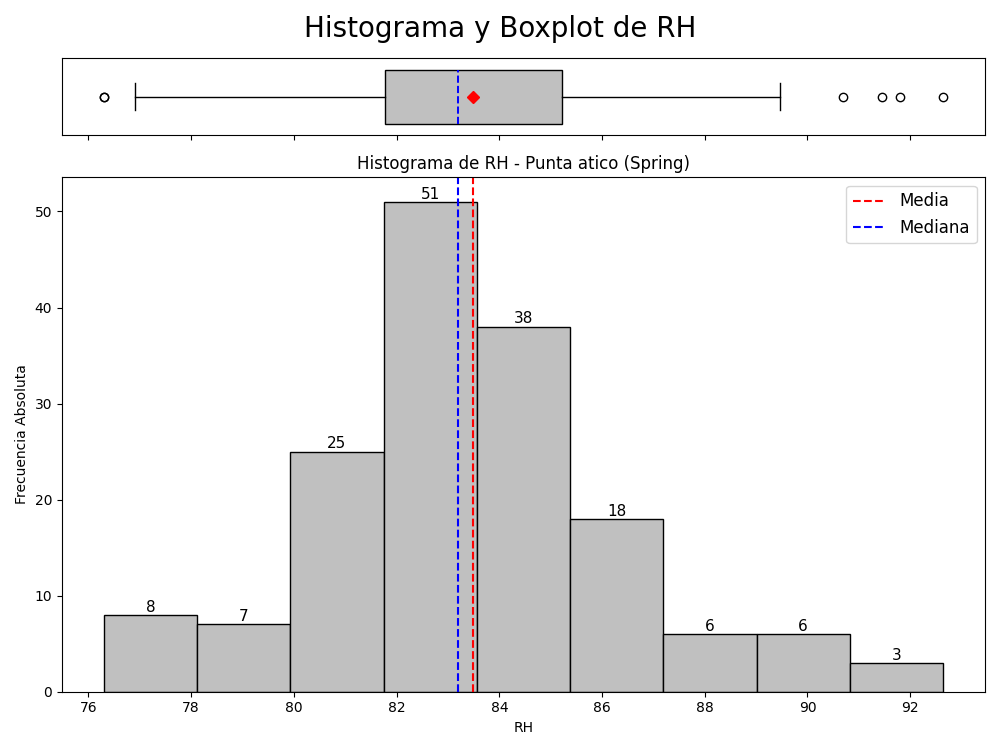 Histograma y Boxplot de RH
Histograma de RH - Punta atico (Spring)
Media
Mediana
Frecuencia Absoluta
50
40
30
20
10
0
8
7
25
51
38
18
6
6
3
76 78 80 82 84 86 88 90 92
RH